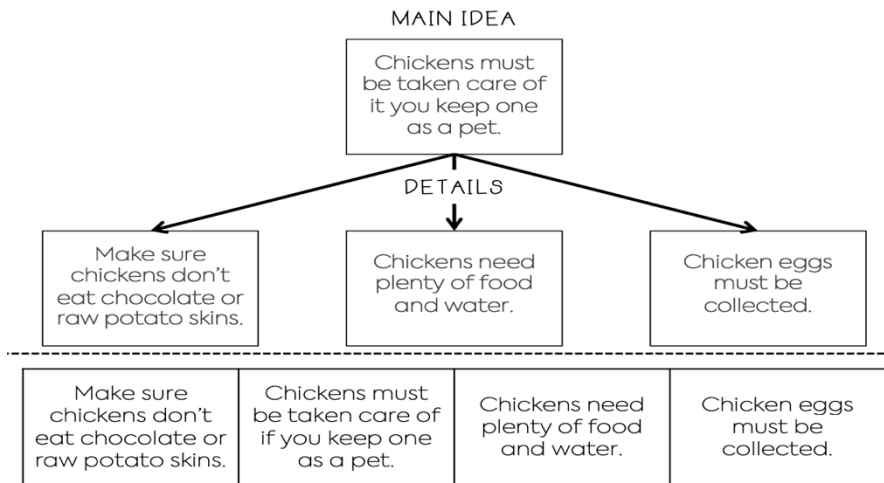 MAIN IDEA
Chickens must
be taken care of
it you keep one
as a pet.
DETAILS
Make sure
chickens don't
eat chocolate or
raw potato skins.
Chickens need
plenty of food
and water.
Chicken eggs
must be
collected.
Make sure
chickens don't
eat chocolate or
raw potato skins.
Chickens must
be taken care of
if you keep one
as a pet.
Chickens need
plenty of food
and water.
Chicken eggs
must be
collected.